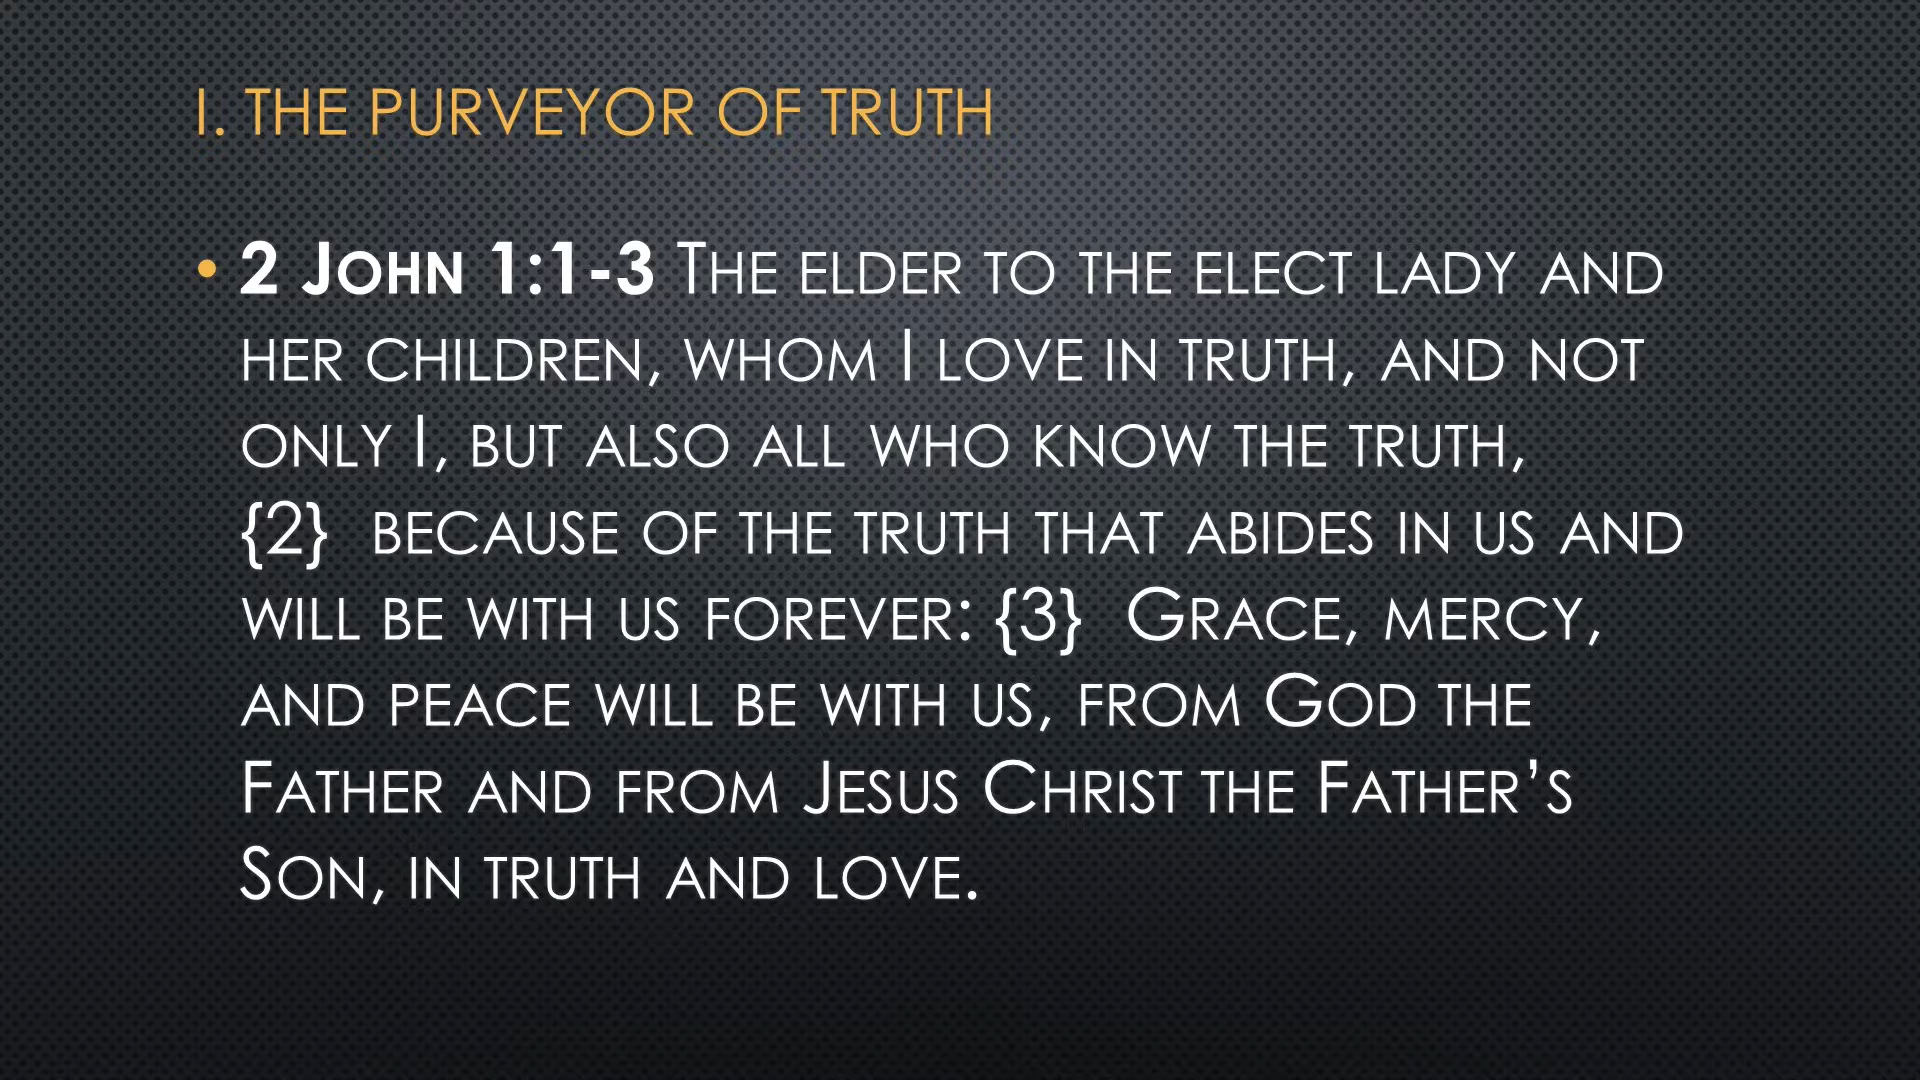 I. THE PURVEYOR OF TRUTH
• 2 John 1:1-3 The elder to the elect lady and
her children, whom I love in truth, and not
only I, but also all who know the truth,
{2}  because of the truth that abides in us and
will be with us forever: {3}  Grace, mercy,
and peace will be with us, from God the
Father and from Jesus Christ the Father’s
Son, in truth and love.